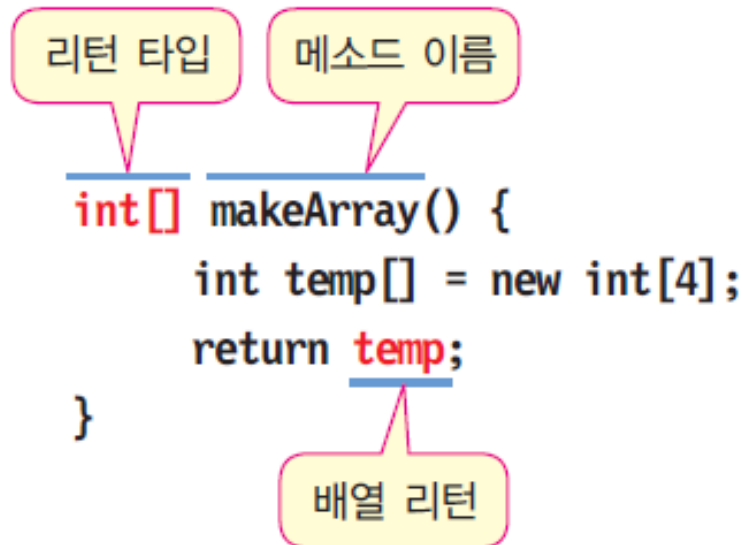 리턴 타입 메소드 이름
int[] makeArray() {
int temp[] = new int[4];
return temp;
}
배열 리턴